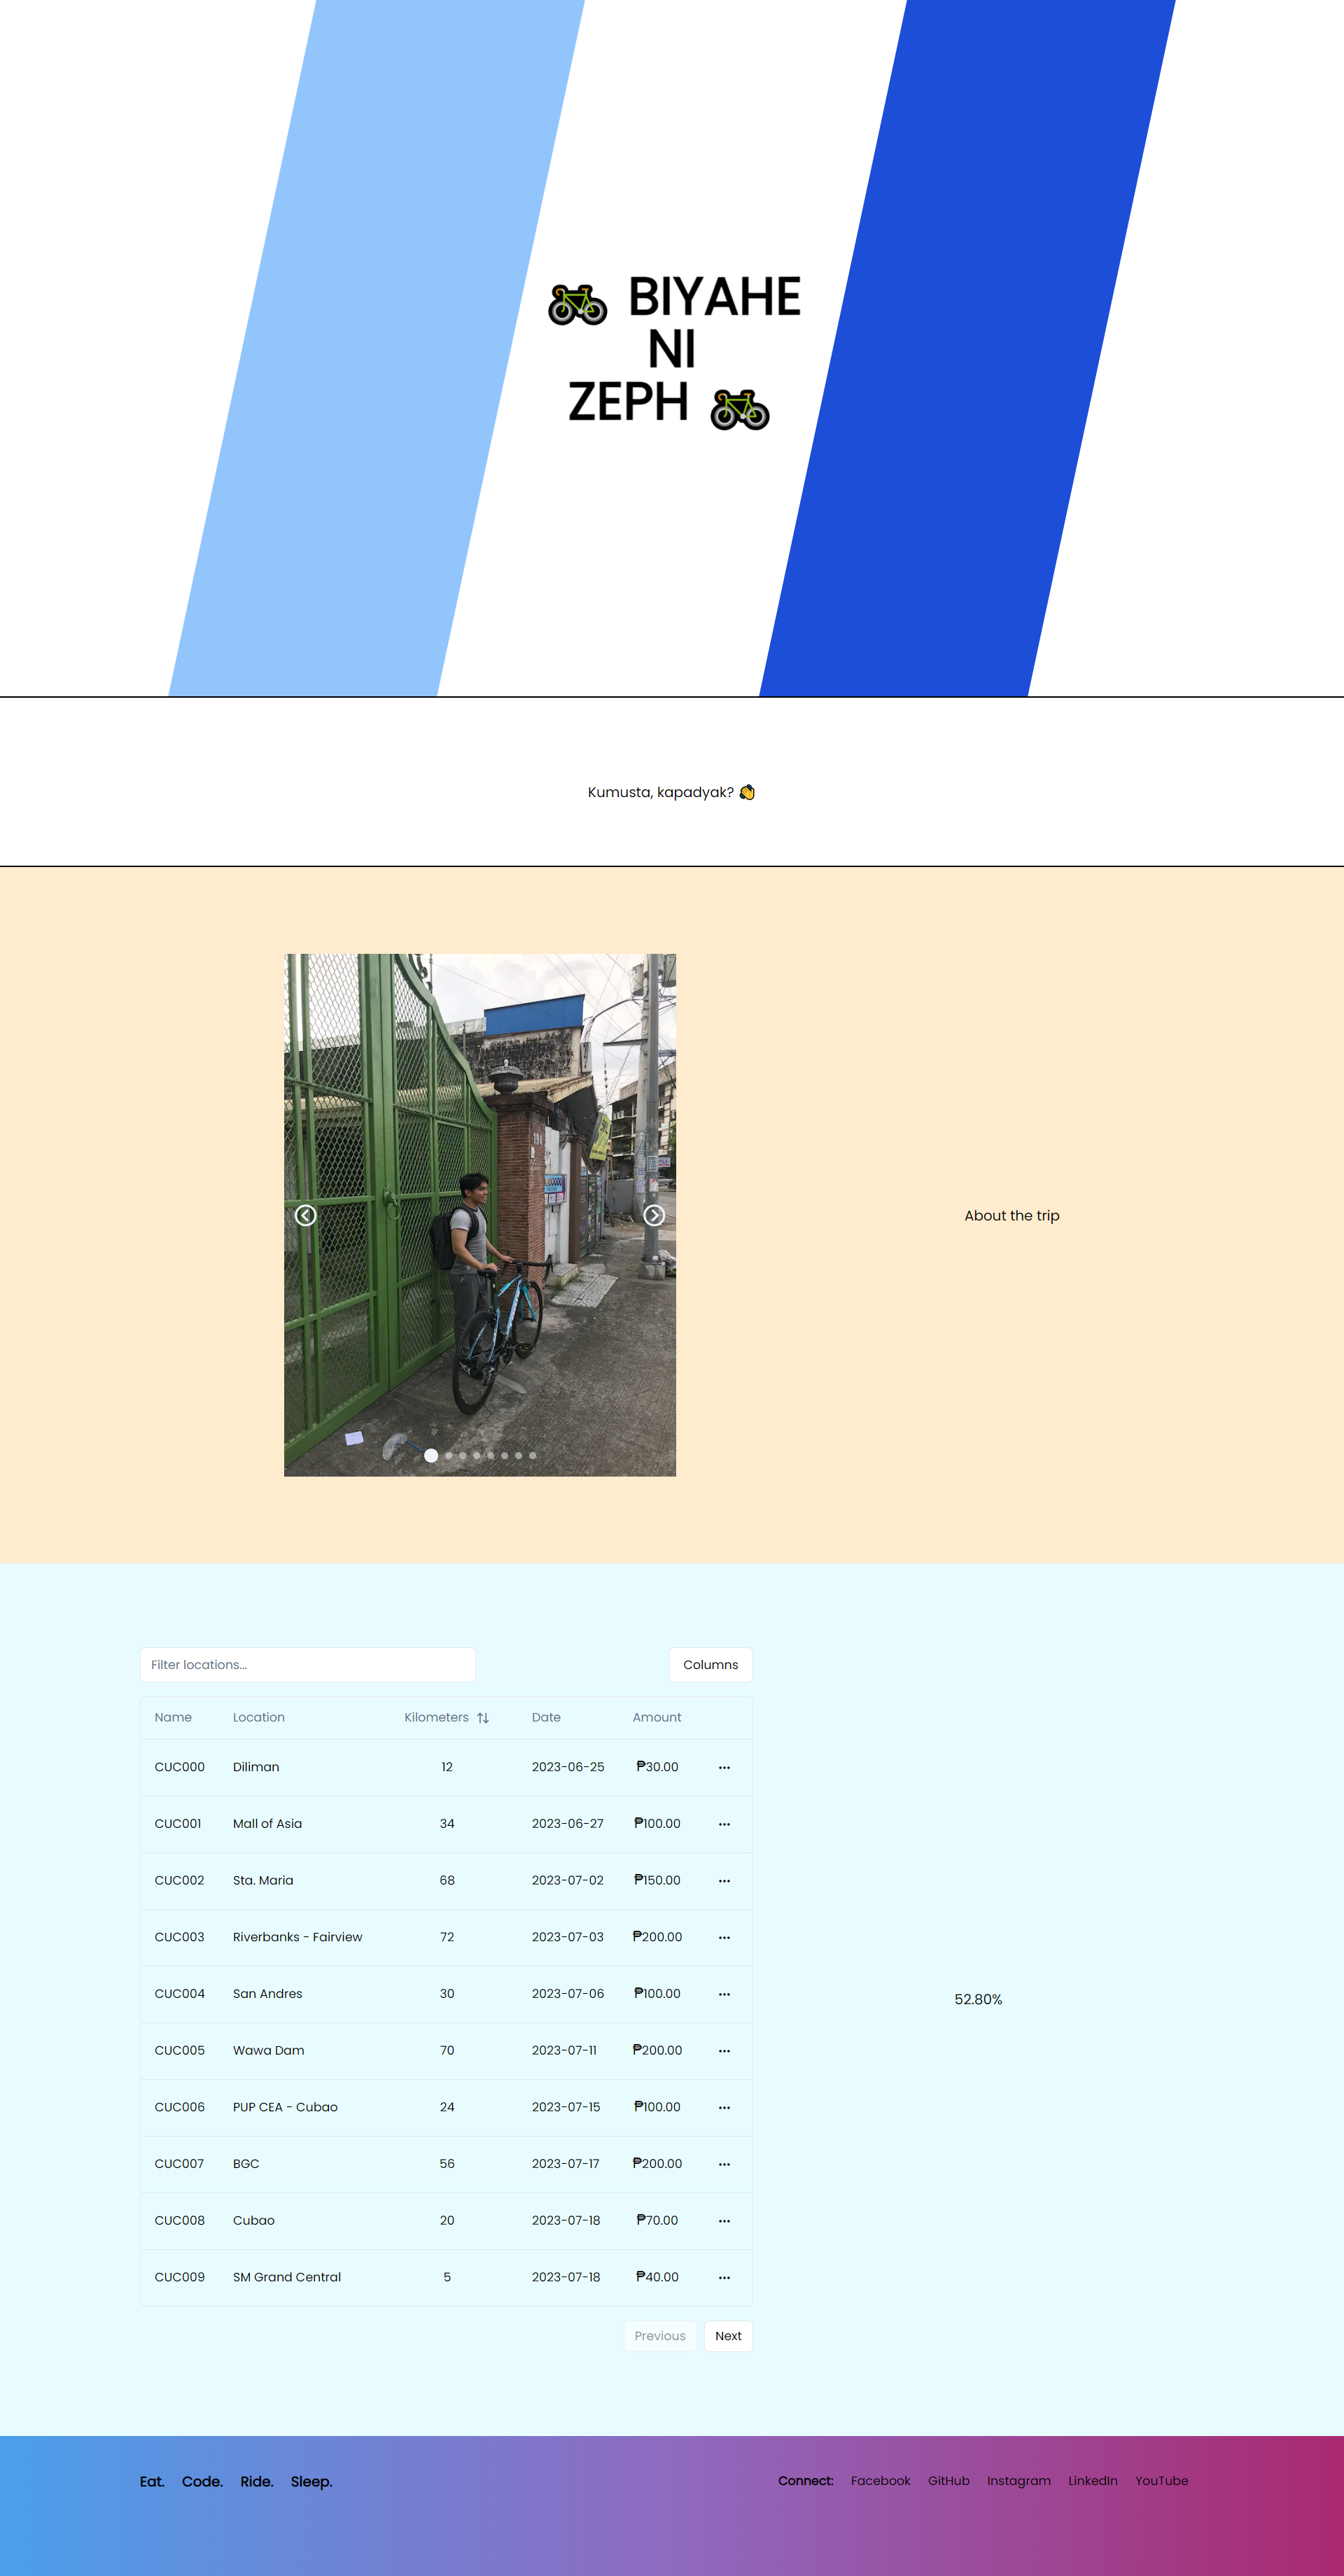 🚲 BIYAHE
NI
ZEPH 🚲
Kumusta, kapadyak? 👋
194
About the trip
Filter locations...
Columns
Name Location Kilometers Date Amount
CUC000 Diliman 12 2023-06-25 ₱30.00 ...
CUC001 Mall of Asia 34 2023-06-27 ₱100.00 ...
CUC002 Sta. Maria 68 2023-07-02 ₱150.00 ...
CUC003 Riverbanks - Fairview 72 2023-07-03 ₱200.00 ...
CUC004 San Andres 30 2023-07-06 ₱100.00 ...
CUC005 Wawa Dam 70 2023-07-11 ₱200.00 ...
CUC006 PUP CEA - Cubao 24 2023-07-15 ₱100.00 ...
CUC007 BGC 56 2023-07-17 ₱200.00 ...
CUC008 Cubao 20 2023-07-18 ₱70.00 ...
CUC009 SM Grand Central 5 2023-07-18 ₱40.00 ...
Previous Next
52.80%
Eat. Code. Ride. Sleep.
Connect: Facebook GitHub Instagram LinkedIn YouTube